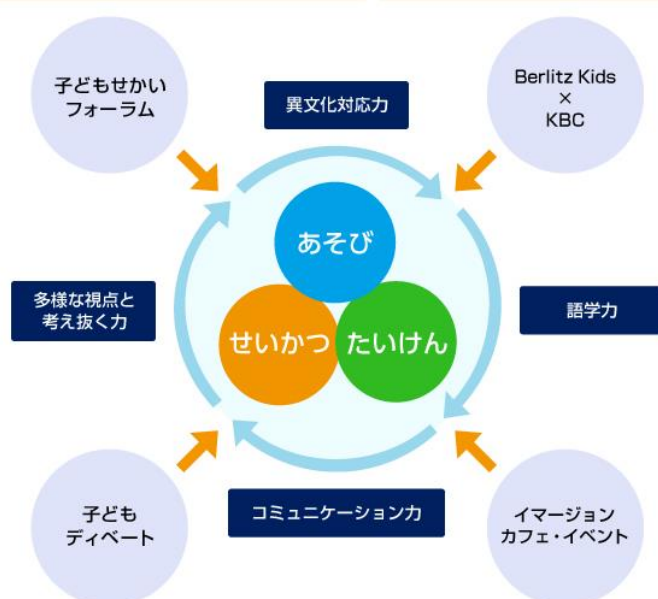 子どもせかい
フォーラム
異文化対応力
Berlitz Kids
×
KBC
あそび
多様な視点と
考え抜く力
せいかつ
たいけん
語学力
子ども
ディベート
コミュニケーション力
イマージョン
カフェ・イベント